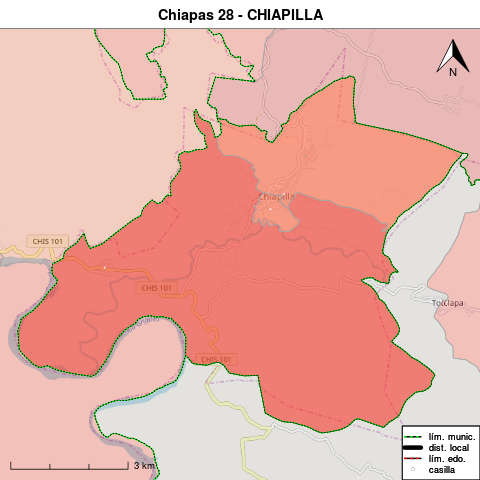 Chiapas 28 - CHIAPILLA
N
Chiapilla
CHIS 101
CHIS 101
CHIS 101
3 km
lím. munic.
dist. local
lím. edo.
casilla